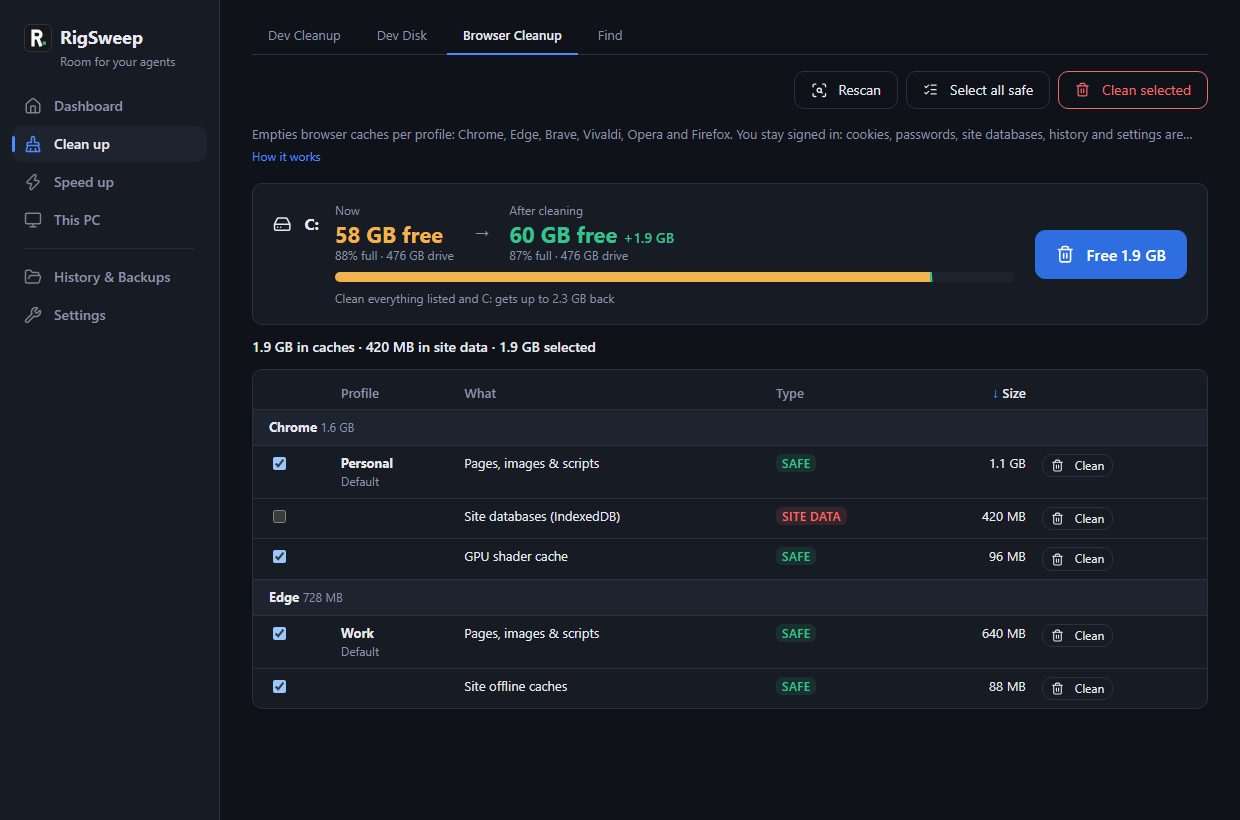 RigSweep
Room for your agents
Dashboard
Clean up
Speed up
This PC
History & Backups
Settings
Dev Cleanup
Dev Disk
Browser Cleanup
Find
Rescan
Select all safe
Clean selected
Empties browser caches per profile: Chrome, Edge, Brave, Vivaldi, Opera and Firefox. You stay signed in: cookies, passwords, site databases, history and settings are...
How it works
C:
Now
58 GB free
88% full · 476 GB drive
→
After cleaning
60 GB free +1.9 GB
87% full · 476 GB drive
Clean everything listed and C: gets up to 2.3 GB back
Free 1.9 GB
1.9 GB in caches · 420 MB in site data · 1.9 GB selected
Profile What Type ↓ Size
Chrome 1.6 GB
Personal Pages, images & scripts SAFE 1.1 GB Clean
Default
Site databases (IndexedDB) SITE DATA 420 MB Clean
GPU shader cache SAFE 96 MB Clean
Edge 728 MB
Work Pages, images & scripts SAFE 640 MB Clean
Default
Site offline caches SAFE 88 MB Clean